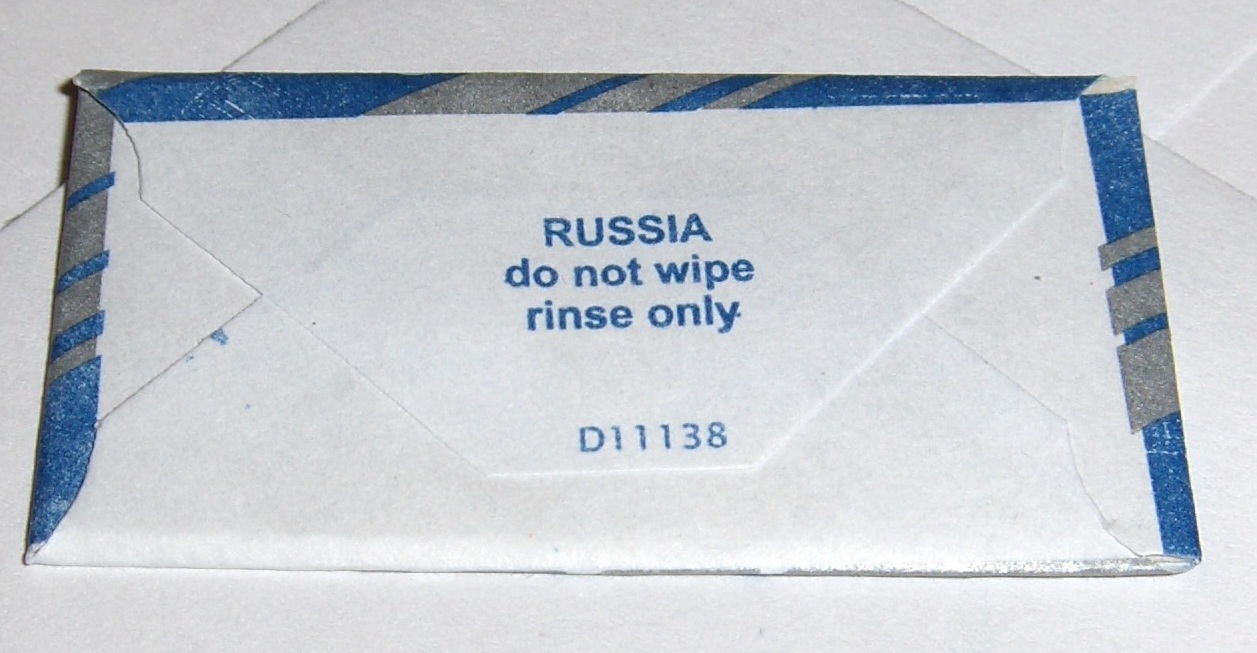 RUSSIA
do not wipe
rinse only
D11138